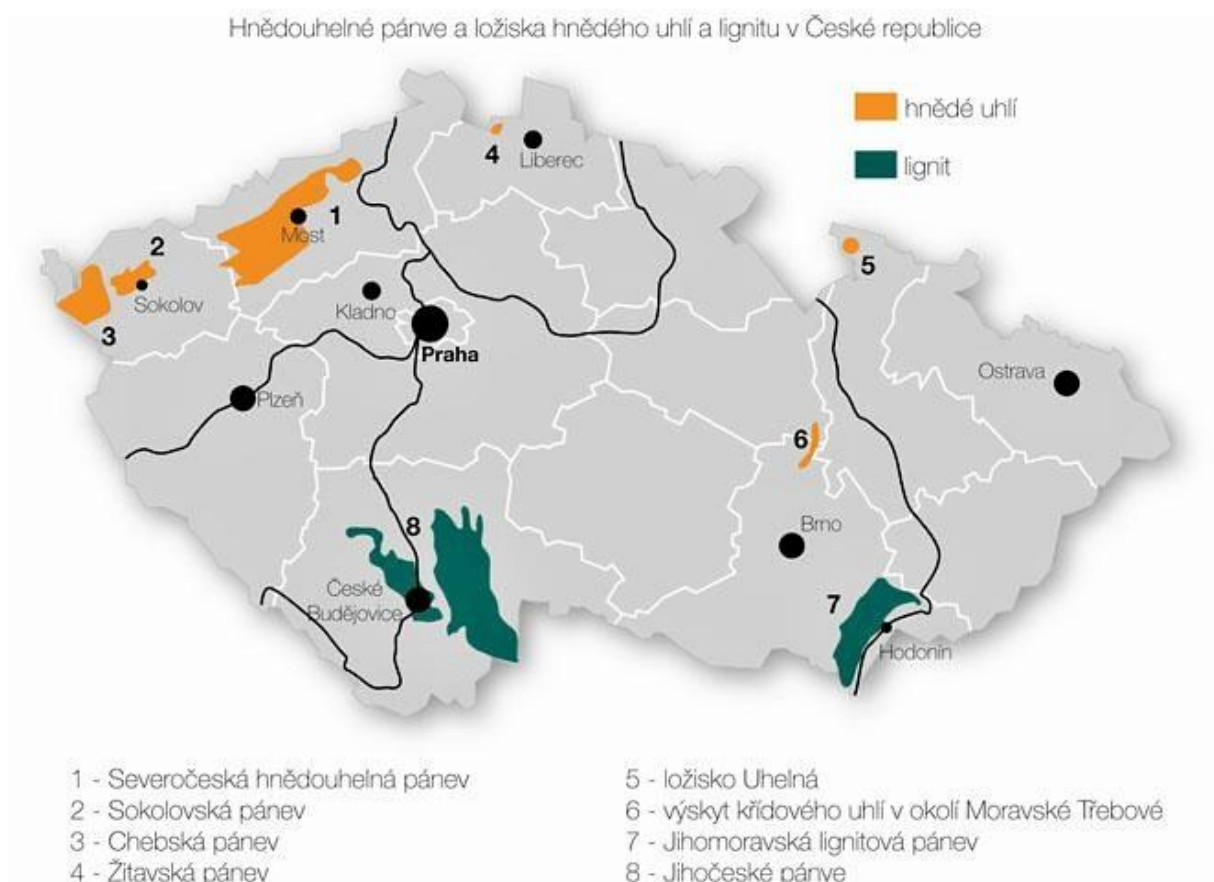 Hnědouhelné pánve a ložiska hnědého uhlí a lignitu v České republice
hnědé uhlí
lignit
4
Liberec
1
Most
2
Sokolov
3
5
Kladno
Praha
Plzeň
Ostrava
6
Brno
8
České
Budějovice
7
Hodonín
1 - Severočeská hnědouhelná pánev
2 - Sokolovská pánev
3 - Chebská pánev
4 - Žitavská pánev
5 - ložisko Uhelná
6 - výskyt křídového uhlí v okolí Moravské Třebové
7 - Jihomoravská lignitová pánev
8 - Jihočeské pánve